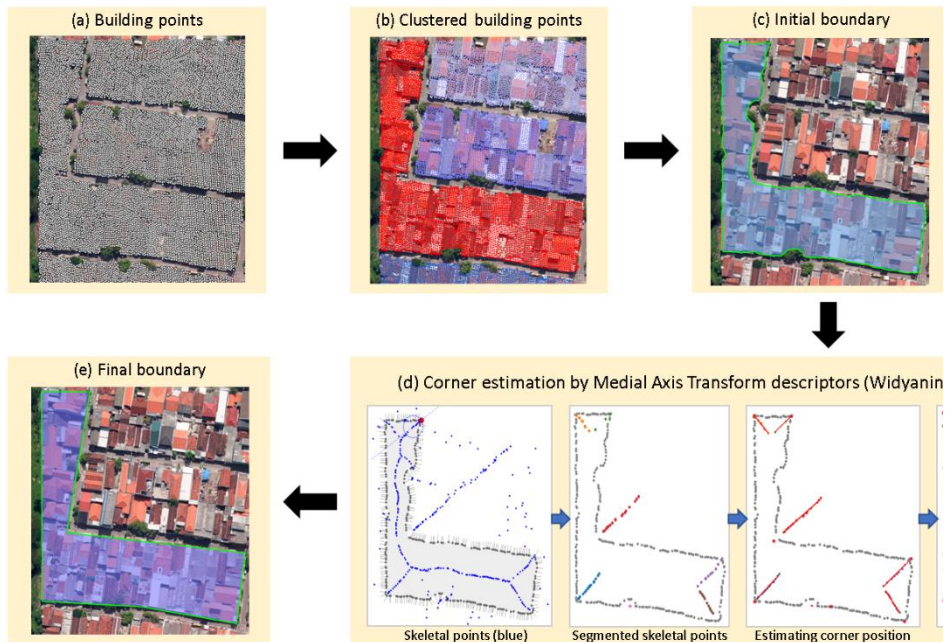 (a) Building points
(b) Clustered building points
(c) Initial boundary
(e) Final boundary
(d) Corner estimation by Medial Axis Transform descriptors
Skeletal points (blue)
Segmented skeletal points
Estimating corner position